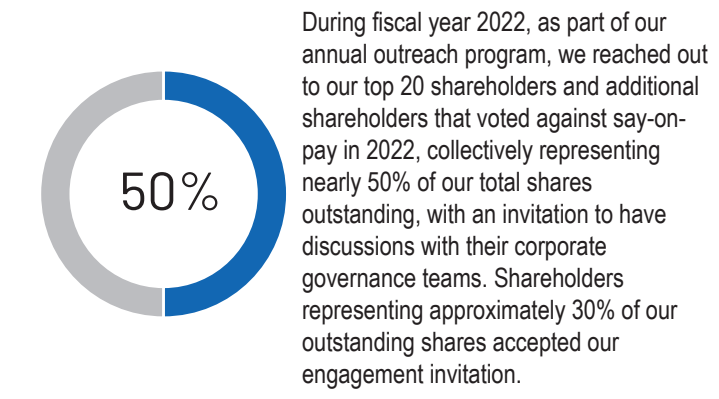 50%
During fiscal year 2022, as part of our
annual outreach program, we reached out
to our top 20 shareholders and additional
shareholders that voted against say-on-
pay in 2022, collectively representing
nearly 50% of our total shares
outstanding, with an invitation to have
discussions with their corporate
governance teams. Shareholders
representing approximately 30% of our
outstanding shares accepted our
engagement invitation.